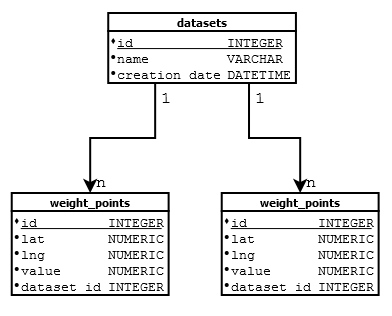 datasets
id INTEGER
name VARCHAR
creation date DATETIME
1 1
n n
weight_points
id INTEGER
lat NUMERIC
lng NUMERIC
value NUMERIC
dataset id INTEGER
weight_points
id INTEGER
lat NUMERIC
lng NUMERIC
value NUMERIC
dataset id INTEGER